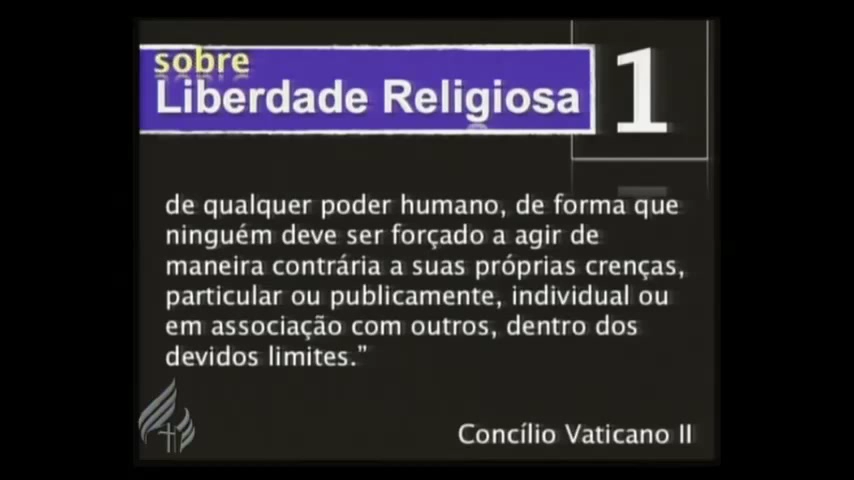 sobre
Liberdade Religiosa
1
de qualquer poder humano, de forma que
ninguém deve ser forçado a agir de
maneira contrária a suas próprias crenças,
particular ou publicamente, individual ou
em associação com outros, dentro dos
devidos limites.”
Concílio Vaticano II